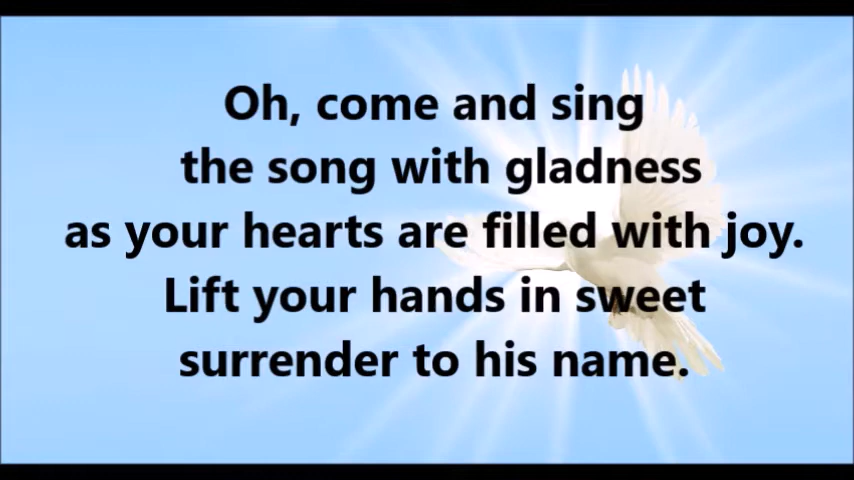 Oh, come and sing
the song with gladness
as your hearts are filled with joy.
Lift your hands in sweet
surrender to his name.